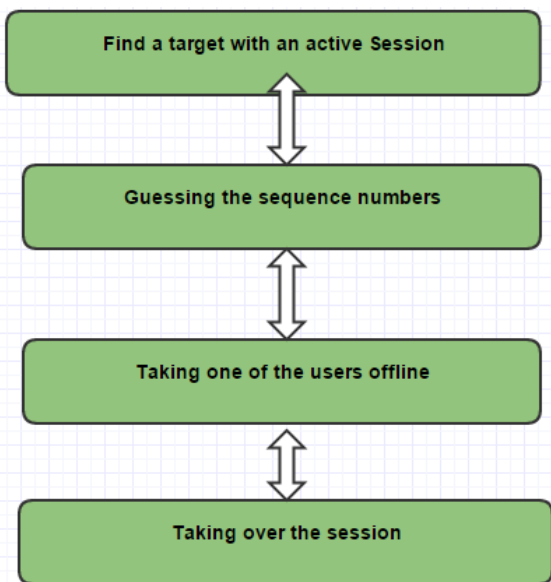 Find a target with an active Session
Guessing the sequence numbers
Taking one of the users offline
Taking over the session